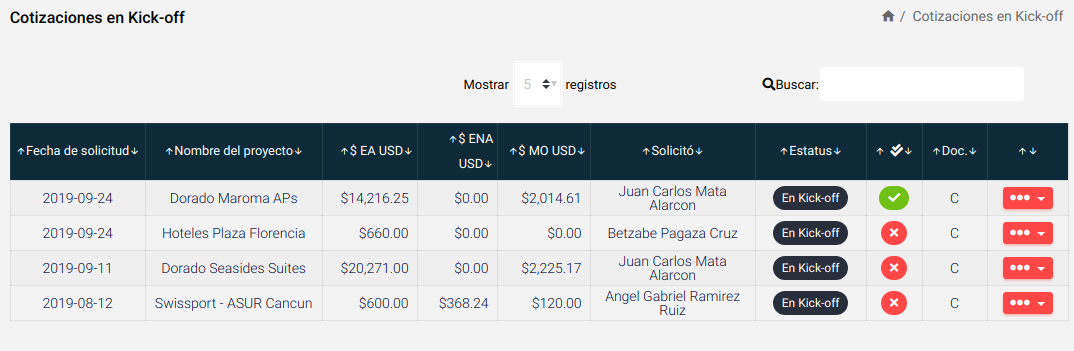 Cotizaciones en Kick-off
/ Cotizaciones en Kick-off
Mostrar 5 registros
Buscar:
Fecha de solicitud Nombre del proyecto $ EA USD $ ENA USD $ MO USD Solicitó Estatus Doc.
2019-09-24 Dorado Maroma APs $14,216.25 $0.00 $2,014.61 Juan Carlos Mata Alarcon En Kick-off C
2019-09-24 Hoteles Plaza Florencia $660.00 $0.00 $0.00 Betzabe Pagaza Cruz En Kick-off C
2019-09-11 Dorado Seasides Suites $20,271.00 $0.00 $2,225.17 Juan Carlos Mata Alarcon En Kick-off C
2019-08-12 Swissport - ASUR Cancun $600.00 $368.24 $120.00 Angel Gabriel Ramirez Ruiz En Kick-off C